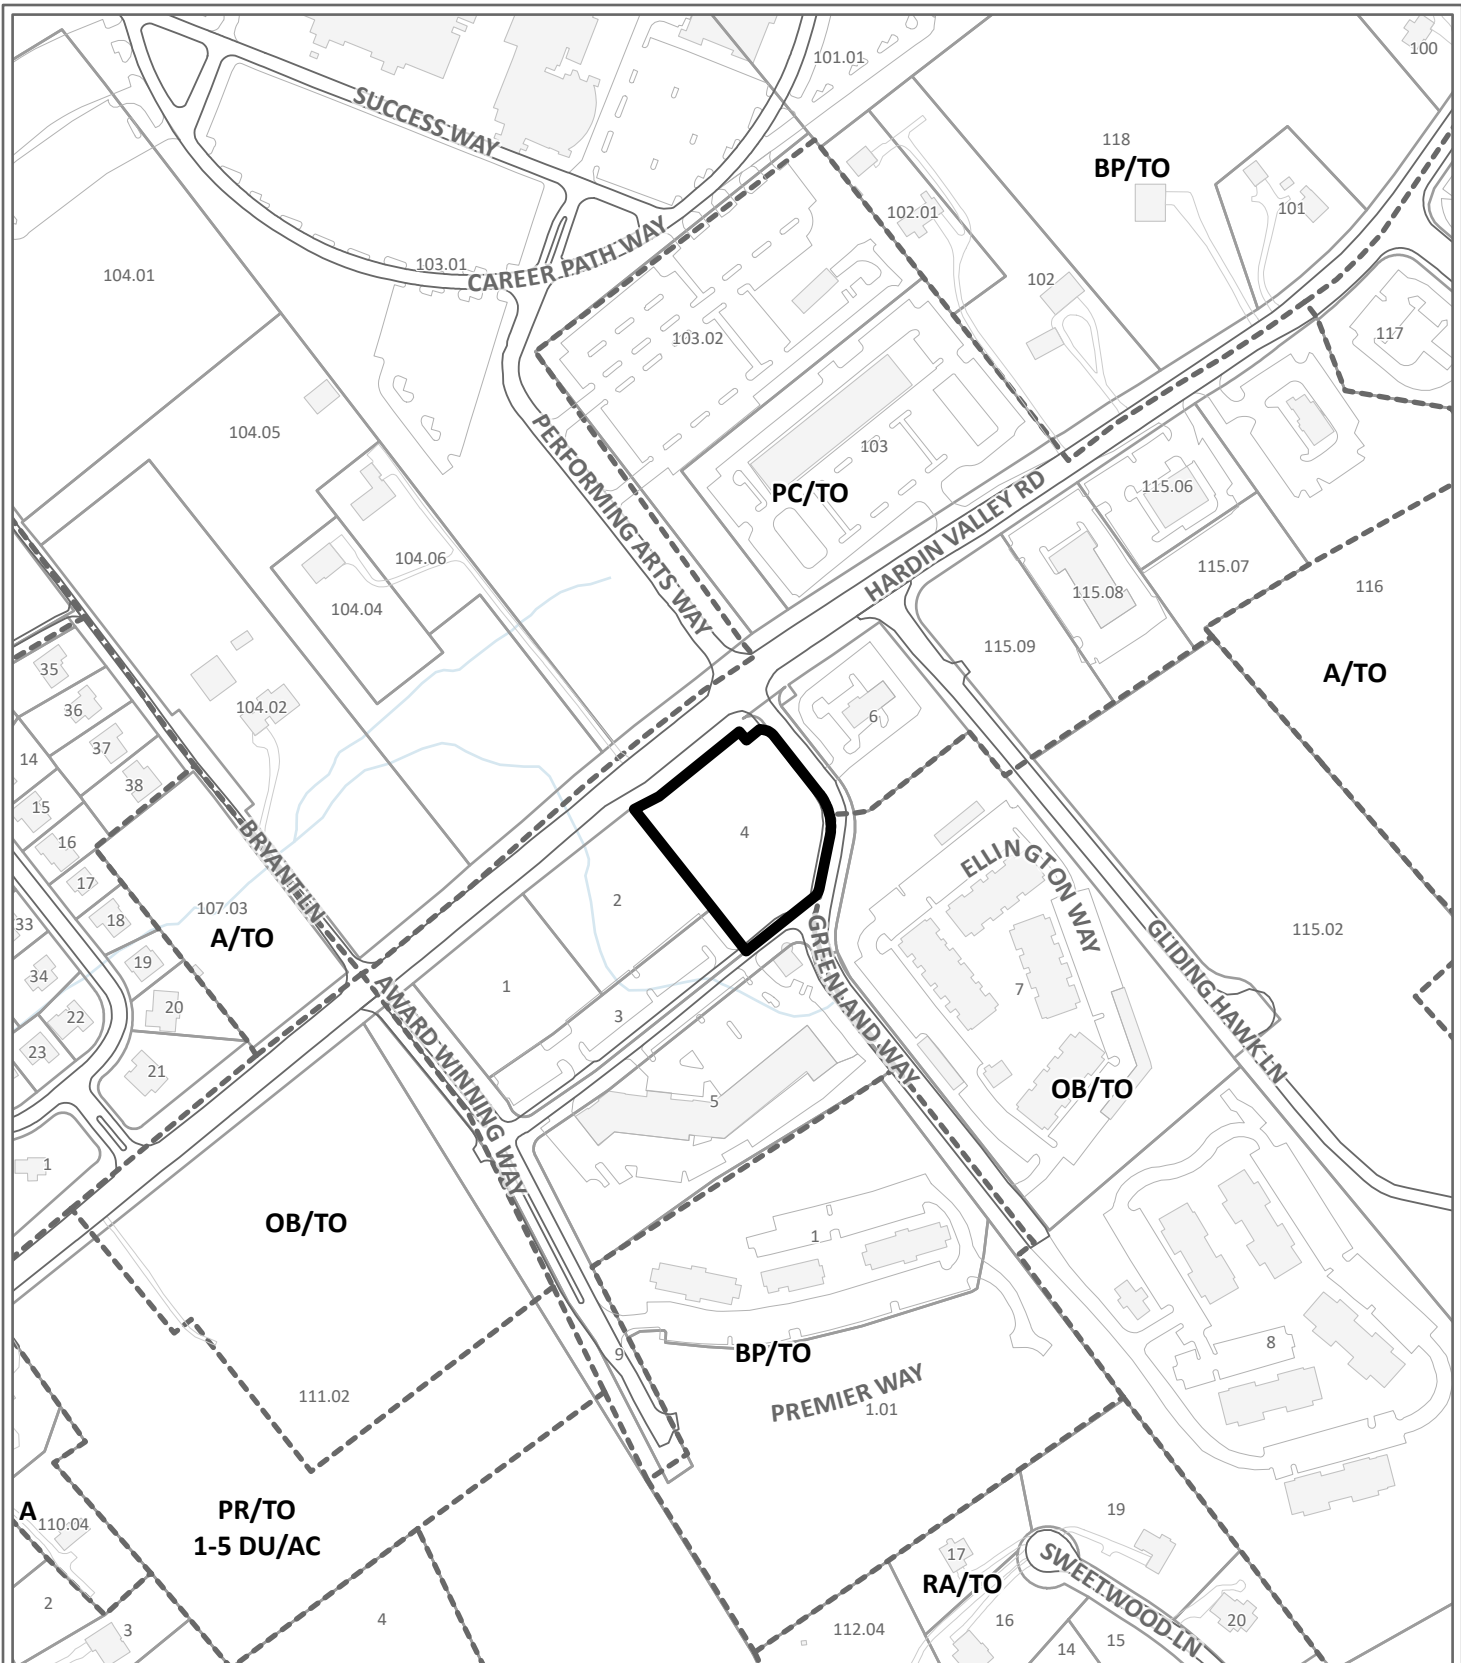 101.01
100
SUCCESS WAY
118
BP/TO
102.01
101
CAREER PATH WAY
103.01
104.01
102
103.02
117
104.05
PERFORMING ARTS WAY
103
PC/TO
HARDIN VALLEY RD
115.06
104.06
115.07
116
115.08
104.04
115.09
A/TO
35
36
104.02
6
37
14
38
15
4
16
BRYANT LN
ELLINGTON WAY
17
2
107.03
18
A/TO
33
GREENLAND WAY
GLIDING HAWK LN
115.02
19
34
AWARD WINNING WAY
1
7
20
22
3
23
21
5
OB/TO
1
OB/TO
1
8
9
BP/TO
111.02
PREMIER WAY
1.01
PR/TO
1-5 DU/AC
A
110.04
19
17
SWEETWOOD LN
RA/TO
2
3
4
112.04
16
20
14
15